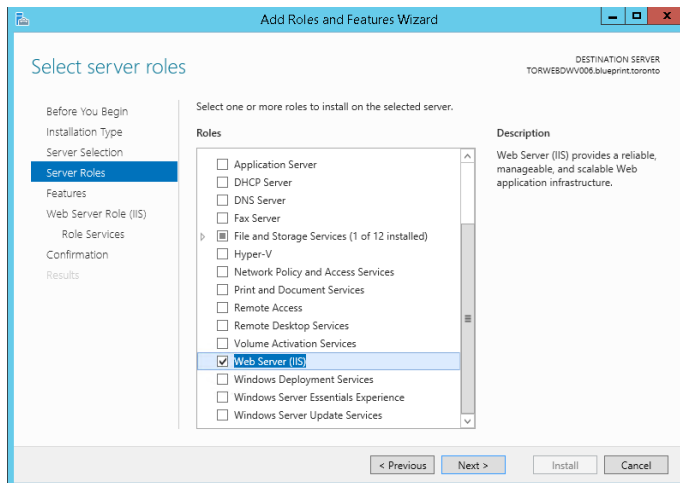 Add Roles and Features Wizard
Select server roles
DESTINATION SERVER
TORWEBDWV006.blueprint.toronto
Before You Begin
Installation Type
Server Selection
Server Roles
Features
Web Server Role (IIS)
Role Services
Confirmation
Results
Select one or more roles to install on the selected server.
Roles
Application Server
DHCP Server
DNS Server
Fax Server
File and Storage Services (1 of 12 installed)
Hyper-V
Network Policy and Access Services
Print and Document Services
Remote Access
Remote Desktop Services
Volume Activation Services
Web Server (IIS)
Windows Deployment Services
Windows Server Essentials Experience
Windows Server Update Services
Description
Web Server (IIS) provides a reliable,
manageable, and scalable Web
application infrastructure.
< Previous
Next >
Install
Cancel